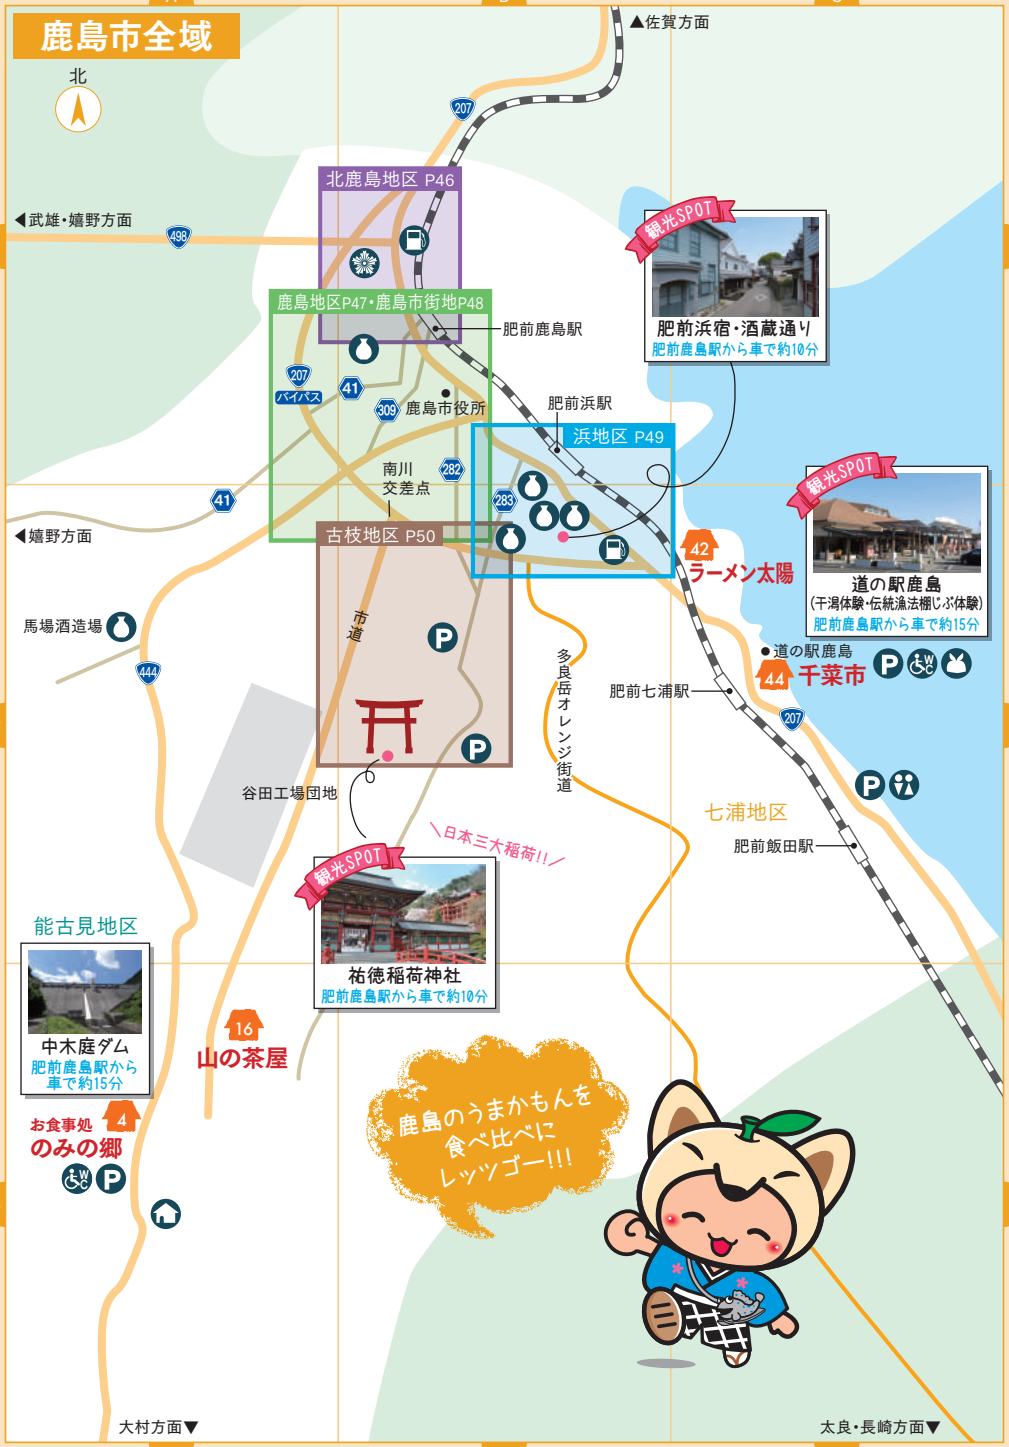 鹿島市全域
北
▲佐賀方面
207
北鹿島地区 P46
◀武雄・嬉野方面
498
観光SPOT
肥前浜宿・酒蔵通り
肥前鹿島駅から車で約10分
鹿島地区P47・鹿島市街地P48
肥前鹿島駅
207
バイパス
41
309
鹿島市役所
肥前浜駅
浜地区 P49
南川
交差点
282
283
41
◀嬉野方面
古枝地区 P50
42
ラーメン太陽
観光SPOT
道の駅鹿島
(干潟体験・伝統漁法棚じぶ体験)
肥前鹿島駅から車で約15分
馬場酒造場
444
市道
P
多良岳オレンジ街道
道の駅鹿島
44
千菜市
P
WC
肥前七浦駅
207
P
谷田工場団地
P
七浦地区
肥前飯田駅
\日本三大稲荷!!/
観光SPOT
祐徳稲荷神社
肥前鹿島駅から車で約10分
能古見地区
中木庭ダム
肥前鹿島駅から
車で約15分
16
山の茶屋
4
お食事処
のみの郷
WC
P
鹿島のうまかもんを
食べ比べに
レッツゴー!!!
大村方面▼
太良・長崎方面▼